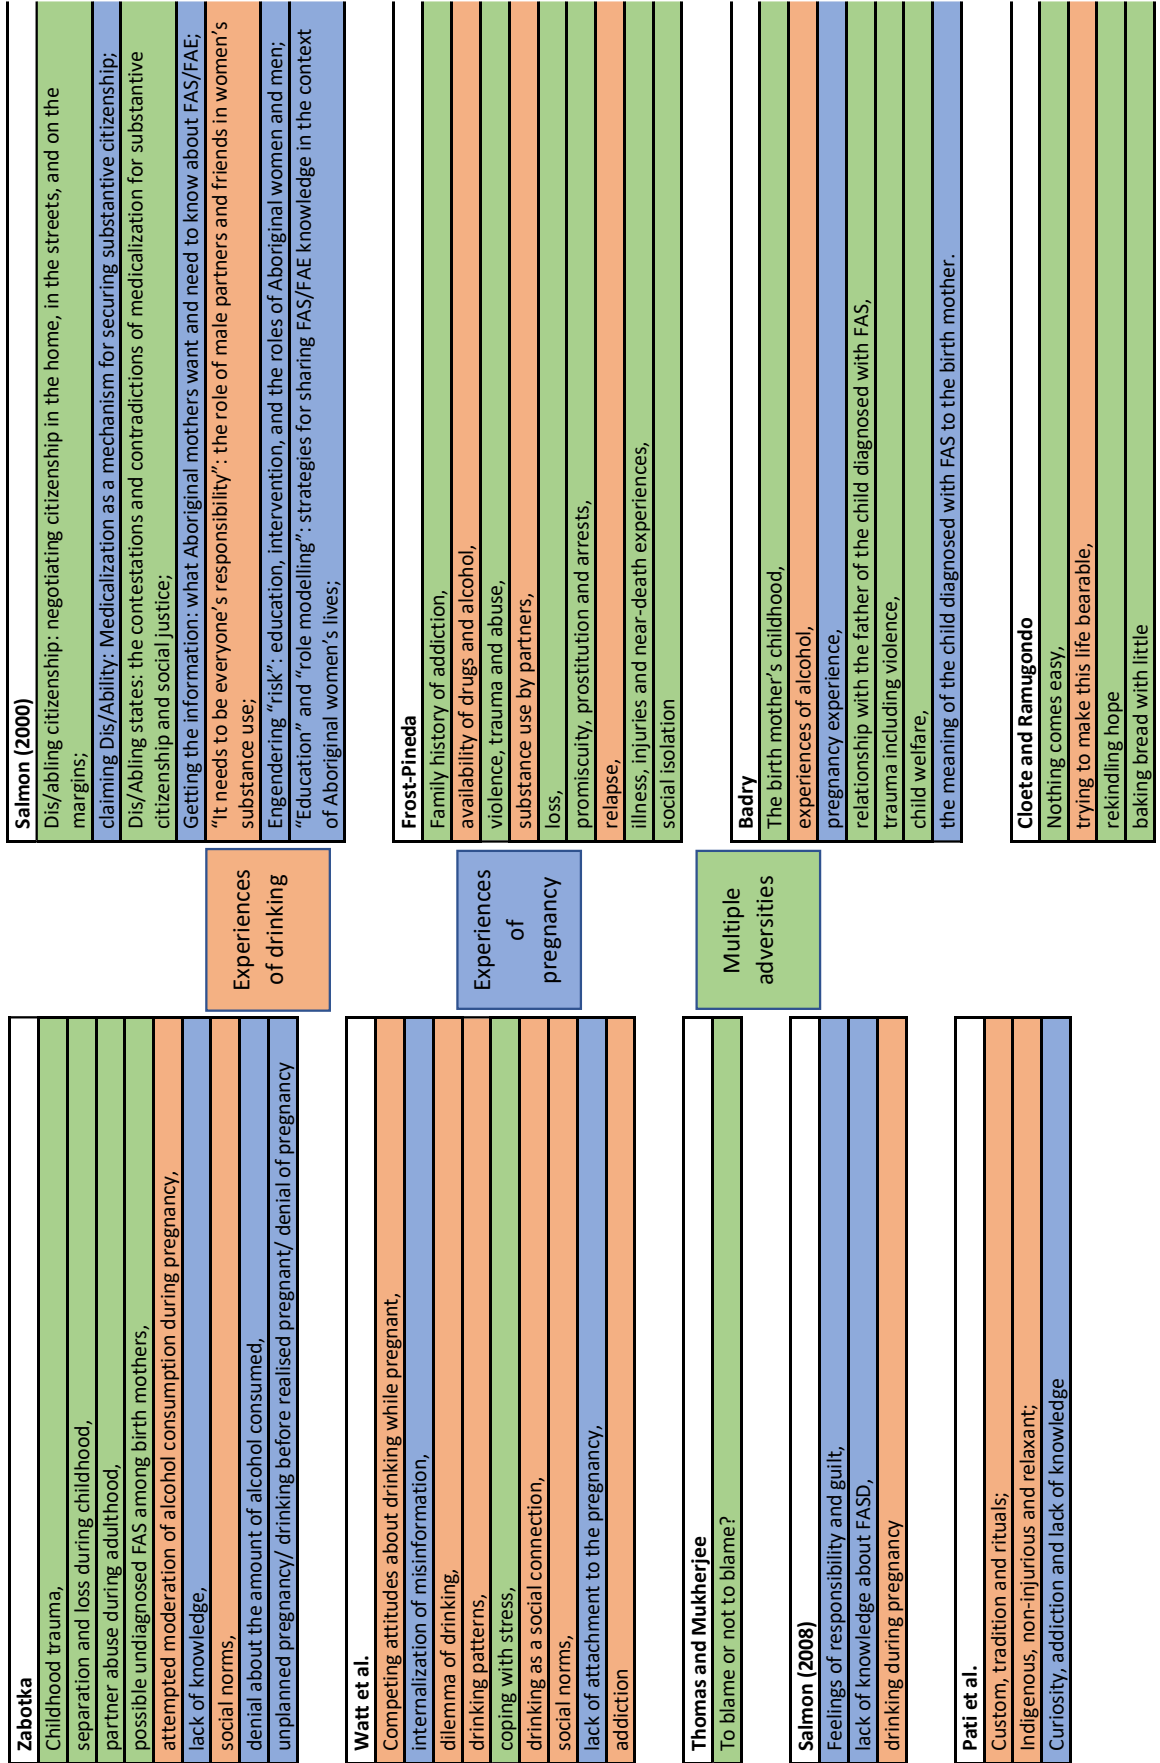 Zabotka
Childhood trauma,
separation and loss during childhood,
partner abuse during adulthood,
possible undiagnosed FAS among birth mothers,
attempted moderation of alcohol consumption during pregnancy,
lack of knowledge,
social norms,
denial about the amount of alcohol consumed,
unplanned pregnancy/ drinking before realised pregnant/ denial of pregnancy
Watt et al.
Competing attitudes about drinking while pregnant,
internalization of misinformation,
dilemma of drinking,
drinking patterns,
coping with stress,
drinking as a social connection,
social norms,
lack of attachment to the pregnancy,
addiction
Thomas and Mukherjee
To blame or not to blame?
Salmon (2008)
Feelings of responsibility and guilt,
lack of knowledge about FASD,
drinking during pregnancy
Pati et al.
Custom, tradition and rituals;
Indigenous, non-injurious and relaxant;
Curiosity, addiction and lack of knowledge
Experiences
of drinking
Experiences
of
pregnancy
Multiple
adversities
Salmon (2000)
Dis/abling citizenship: negotiating citizenship in the home, in the streets, and on the
margins;
claiming Dis/Ability: Medicalization as a mechanism for securing substantive citizenship;
Dis/Abling states: the contestations and contradictions of medicalization for substantive
citizenship and social justice;
Getting the information: what Aboriginal mothers want and need to know about FAS/FAE;
“It needs to be everyone’s responsibility”: the role of male partners and friends in women’s
substance use;
Engendering “risk”: education, intervention, and the roles of Aboriginal women and men;
“Education” and “role modelling”: strategies for sharing FAS/FAE knowledge in the context
of Aboriginal women’s lives;
Frost-Pineda
Family history of addiction,
availability of drugs and alcohol,
violence, trauma and abuse,
substance use by partners,
loss,
promiscuity, prostitution and arrests,
relapse,
illness, injuries and near-death experiences,
social isolation
Badry
The birth mother’s childhood,
experiences of alcohol,
pregnancy experience,
relationship with the father of the child diagnosed with FAS,
trauma including violence,
child welfare,
the meaning of the child diagnosed with FAS to the birth mother.
Cloete and Ramugondo
Nothing comes easy,
trying to make this life bearable,
rekindling hope
baking bread with little